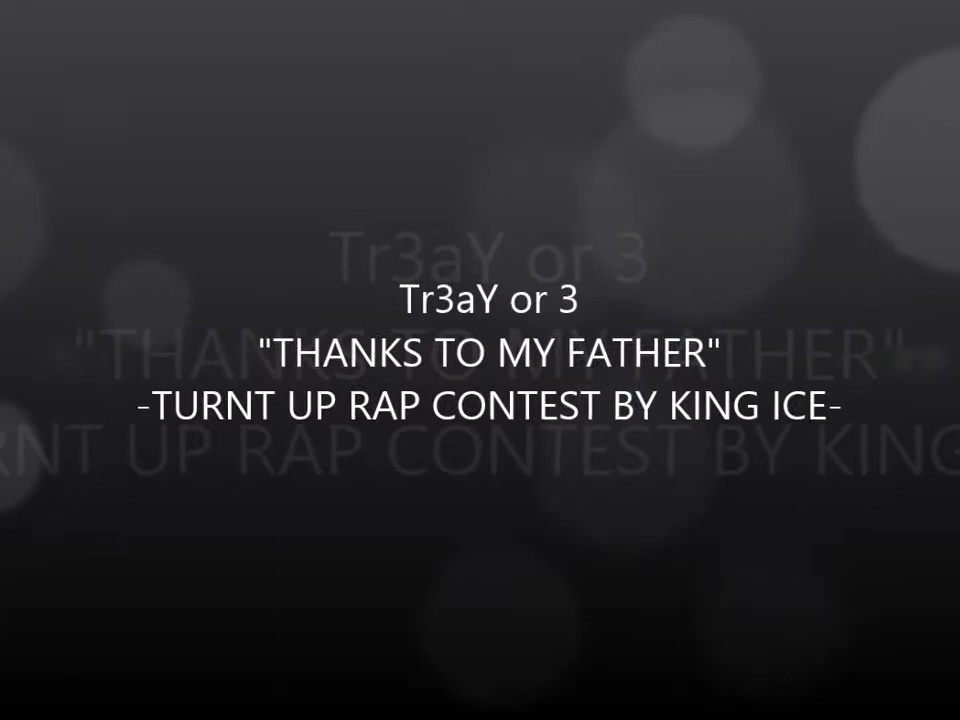 Tr3aY or 3
"THANKS TO MY FATHER"
-TURNT UP RAP CONTEST BY KING ICE-